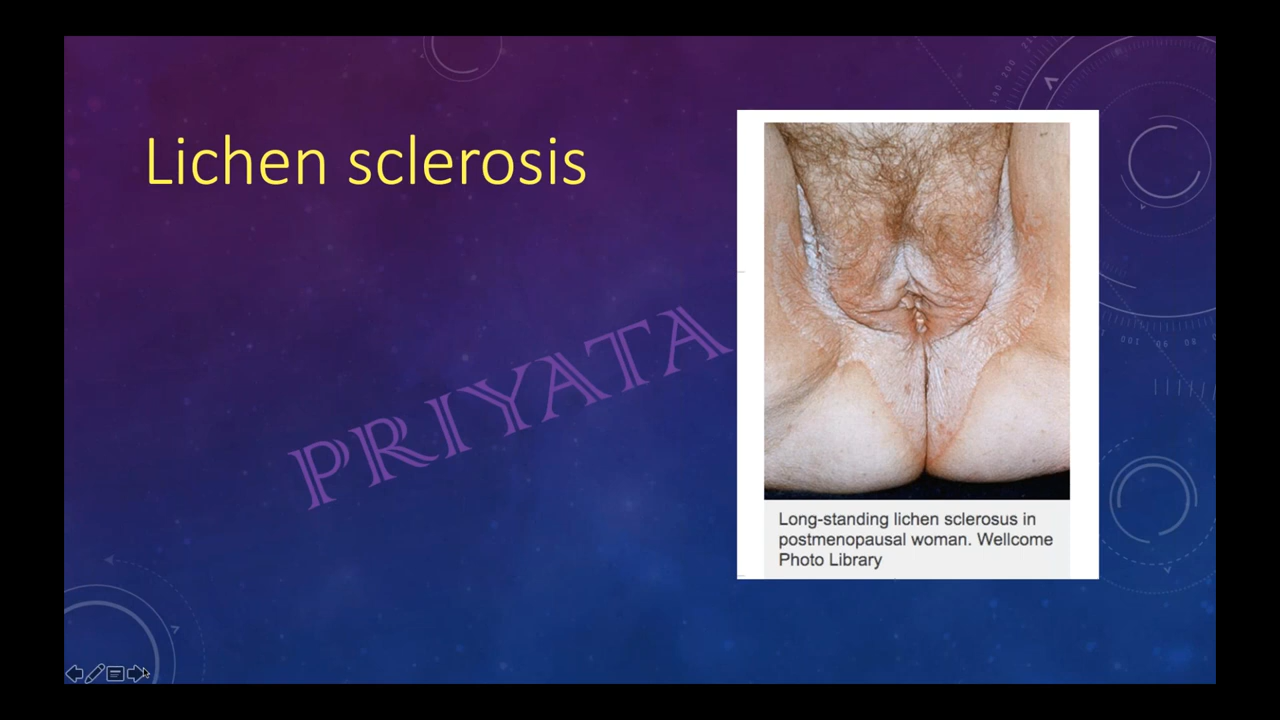 Lichen sclerosis
PRIYATA
Long-standing lichen sclerosus in
postmenopausal woman. Wellcome
Photo Library